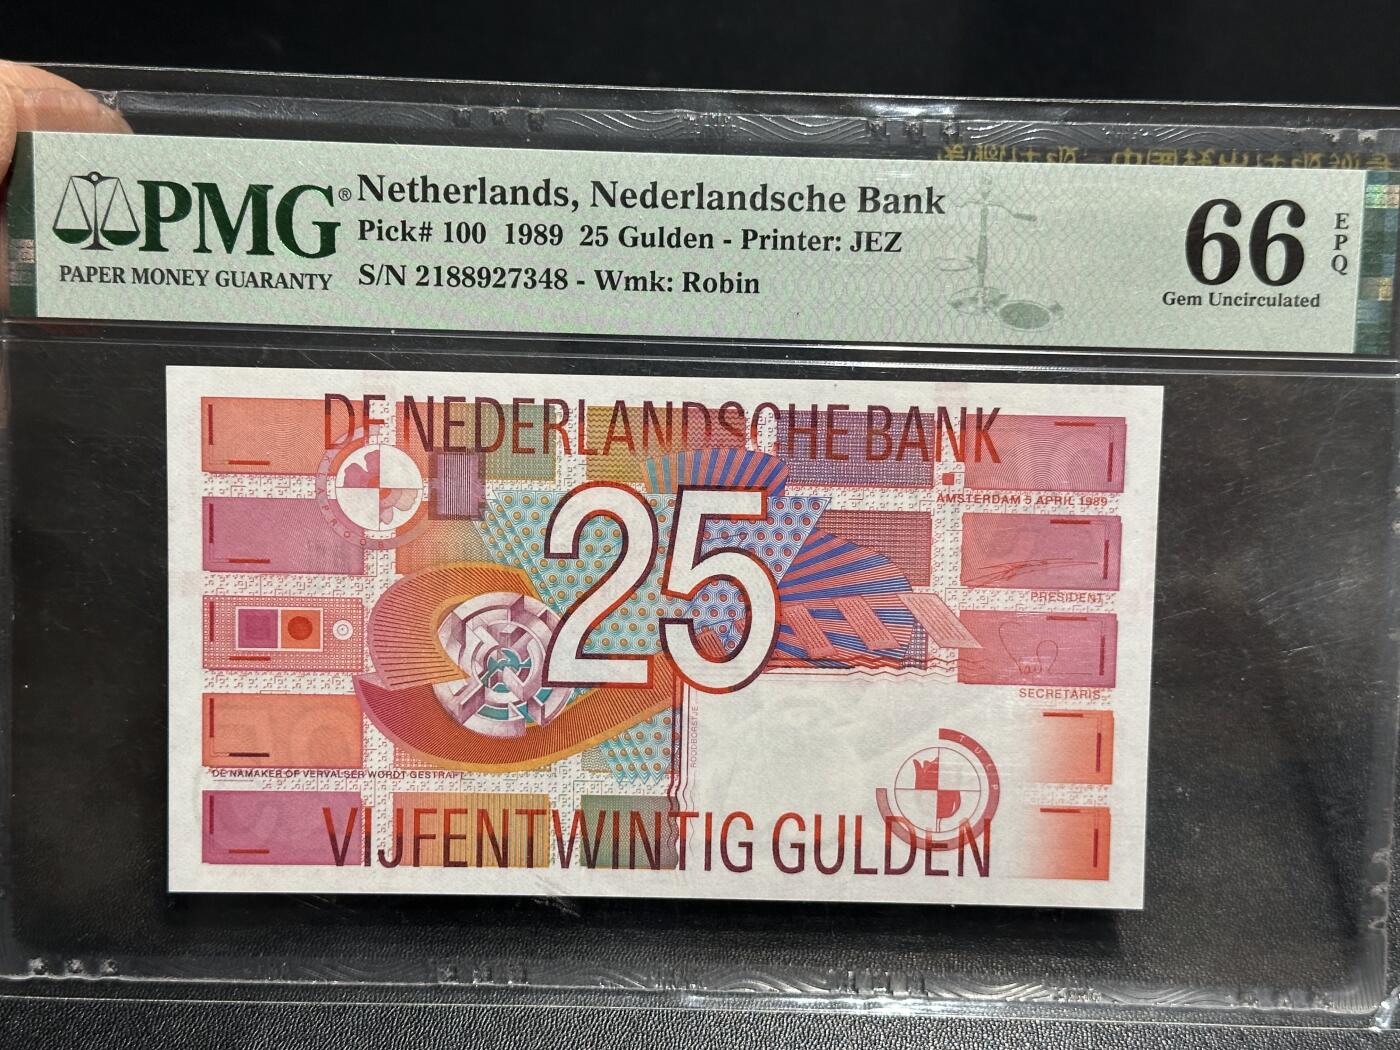 PMG®
PAPER MONEY GUARANTY
Netherlands, Nederlandsche Bank
Pick# 100 1989 25 Gulden - Printer: JEZ
S/N 2188927348 - Wmk: Robin
66
EPQ
Gem Uncirculated
DE NEDERLANDSCHE BANK
AMSTERDAM 5 APRIL 1989
25
PRESIDENT
SECRETARIS
ROODBORSTJE
TULP
DE NAMAKER OF VERVALSER WORDT GESTRAFT
VIJFENTWINTIG GULDEN